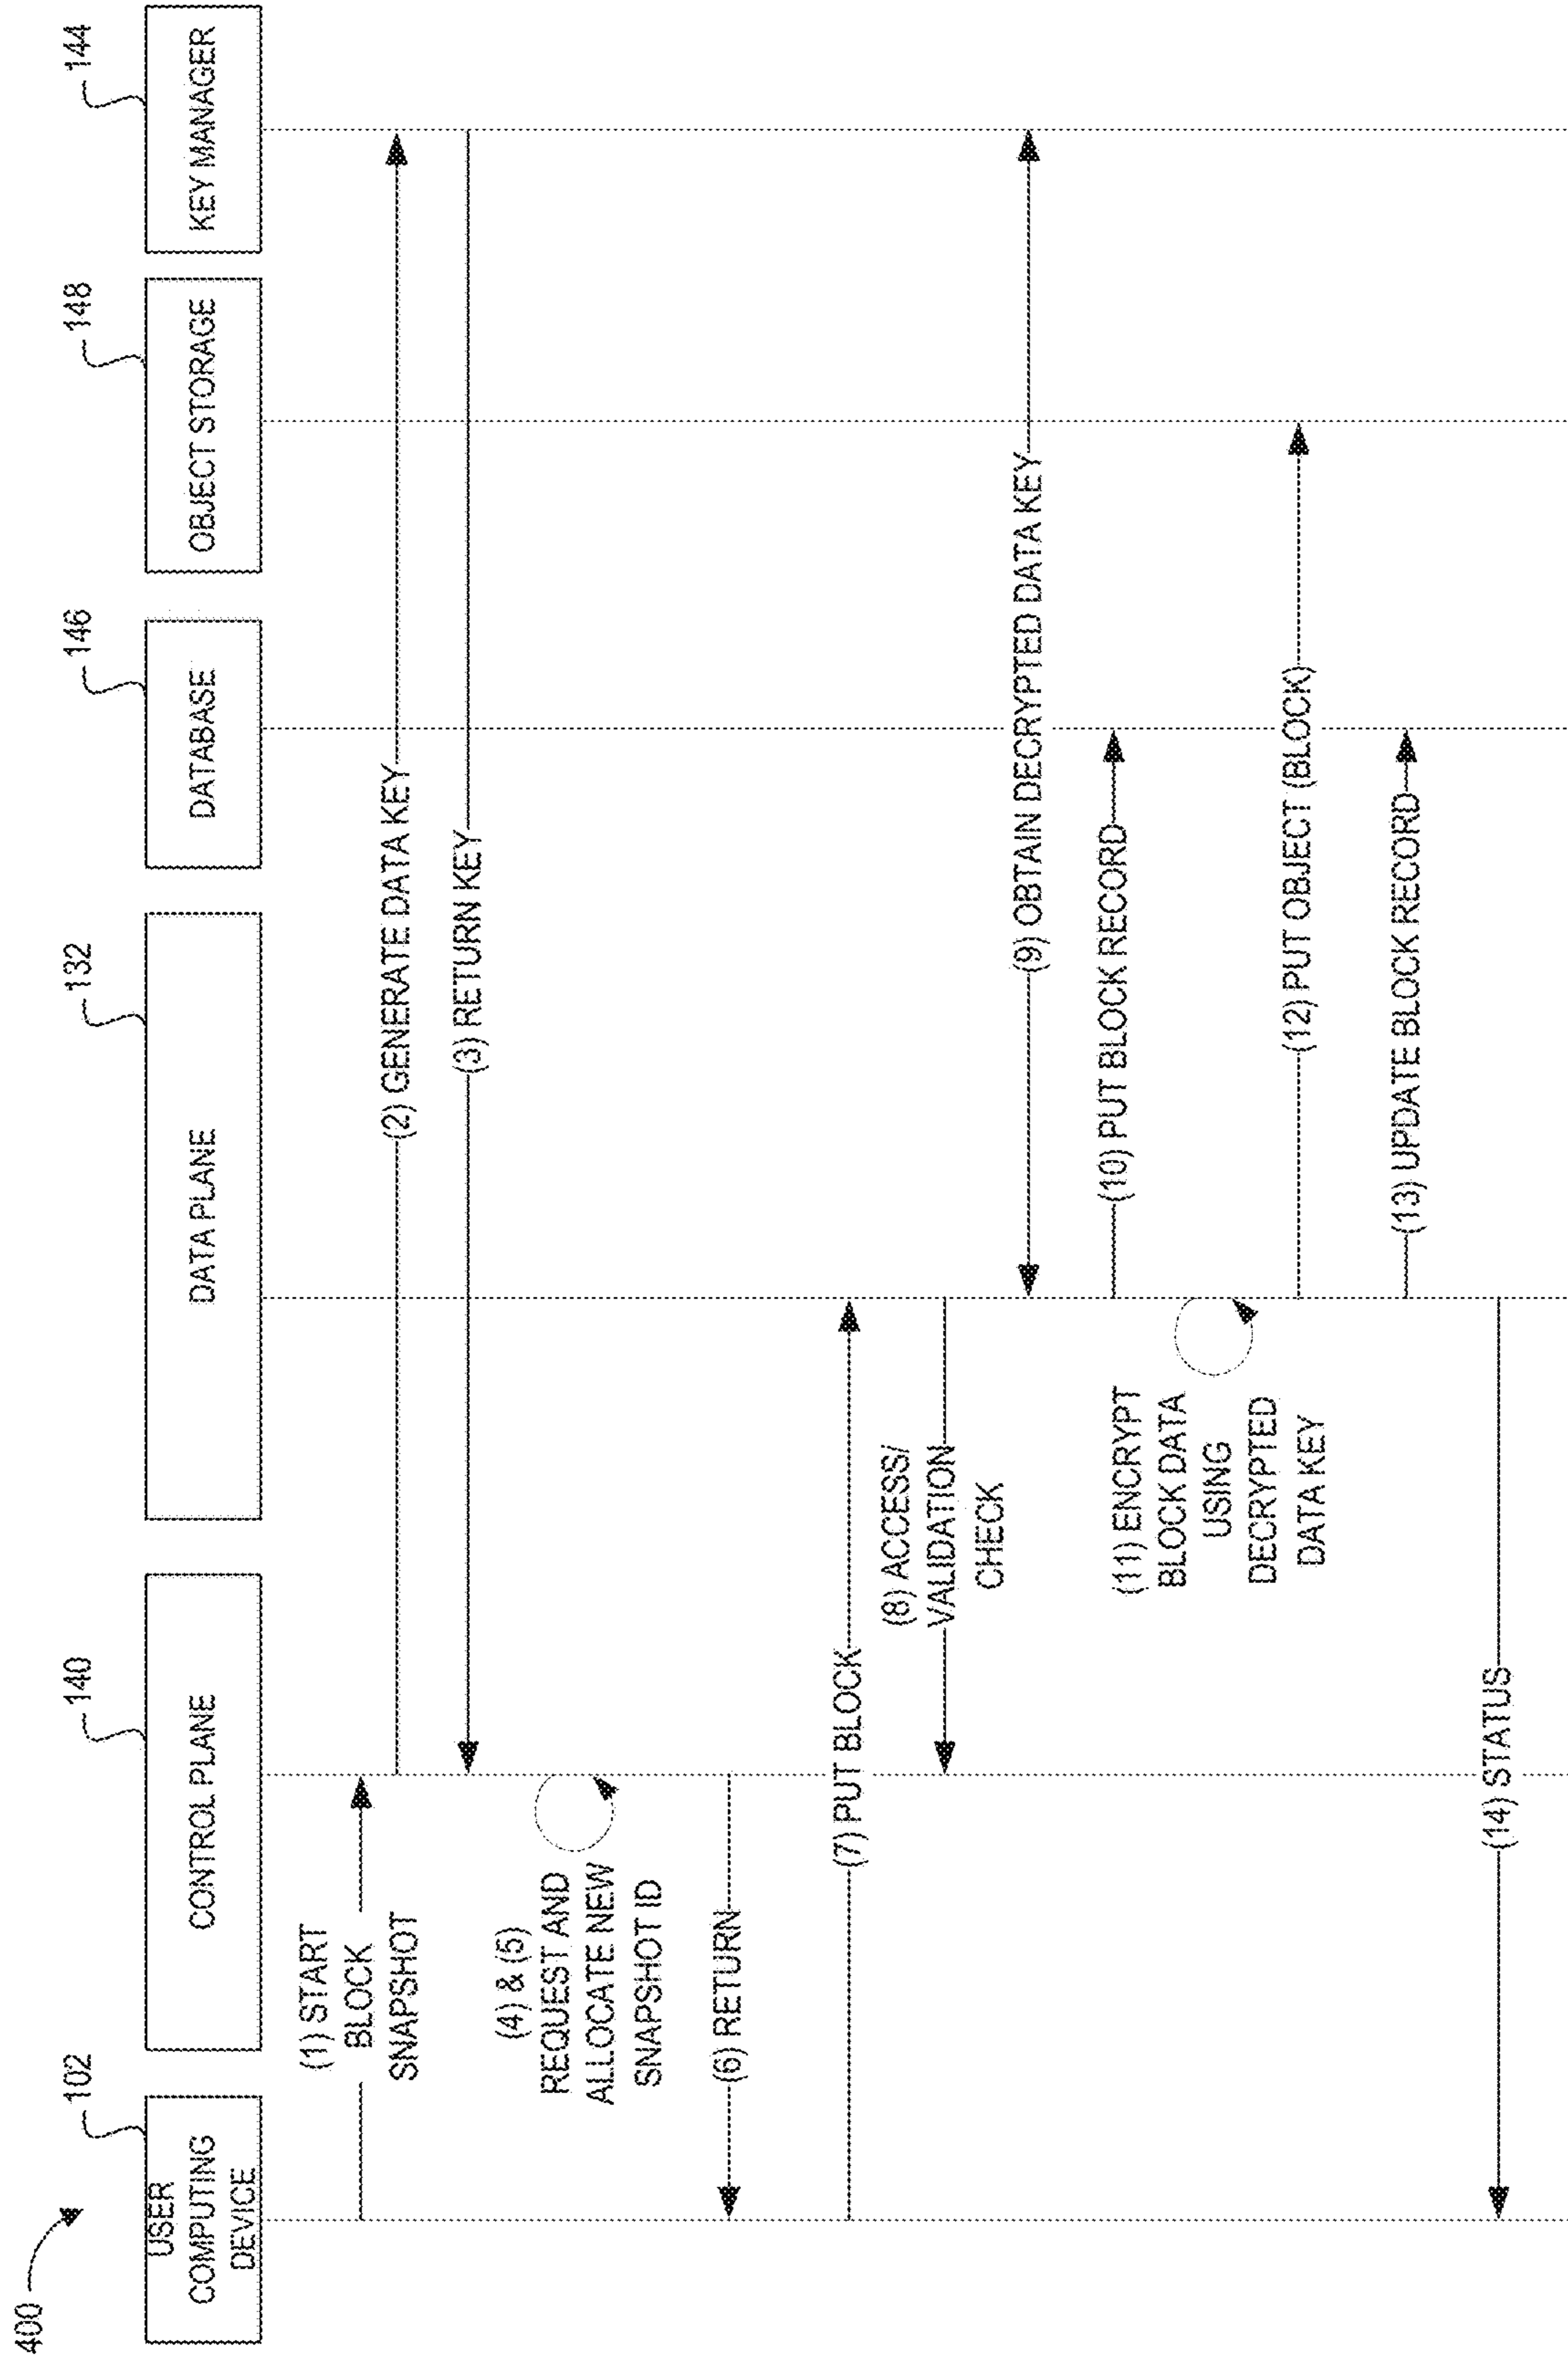 400
102
140
132
146
148
144
USER
COMPUTING
DEVICE
CONTROL PLANE
DATA PLANE
DATABASE
OBJECT STORAGE
KEY MANAGER
(1) START
BLOCK
SNAPSHOT
(2) GENERATE DATA KEY
(3) RETURN KEY
(4) & (5)
REQUEST AND
ALLOCATE NEW
SNAPSHOT ID
(6) RETURN
(7) PUT BLOCK
(8) ACCESS/
VALIDATION
CHECK
(9) OBTAIN DECRYPTED DATA KEY
(10) PUT BLOCK RECORD
(11) ENCRYPT
BLOCK DATA
USING
DECRYPTED
DATA KEY
(12) PUT OBJECT (BLOCK)
(13) UPDATE BLOCK RECORD
(14) STATUS